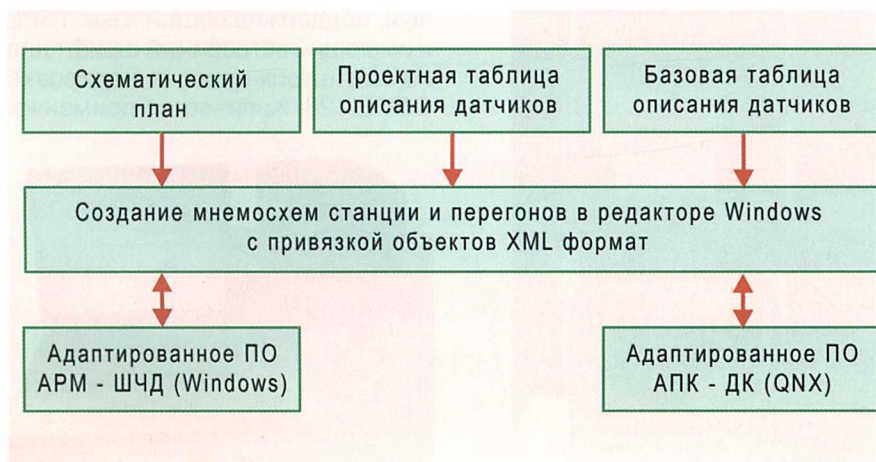 Схематический
план
Проектная таблица
описания датчиков
Базовая таблица
описания датчиков
Создание мнемосхем станции и перегонов в редакторе Windows
с привязкой объектов XML формат
Адаптированное ПО
АРМ - ШЧД (Windows)
Адаптированное ПО
АПК - ДК (QNX)